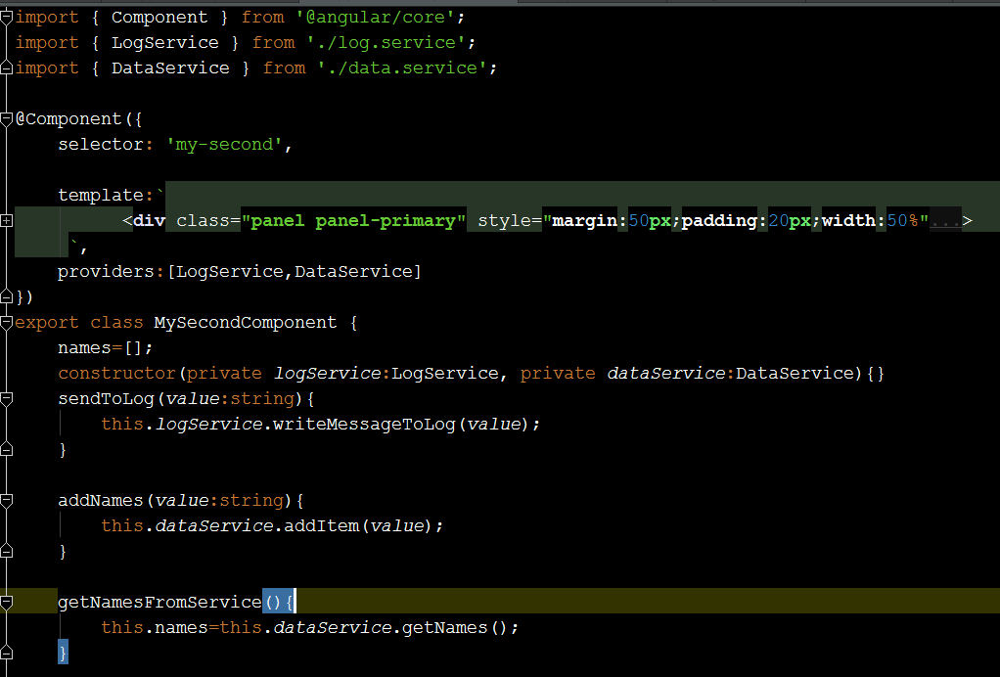 import { Component } from '@angular/core';
import { LogService } from './log.service';
import { DataService } from './data.service';
@Component({
    selector: 'my-second',
    template:`
          <div class="panel panel-primary" style="margin:50px;padding:20px;width:50%"...>
     `,
    providers:[LogService,DataService]
})
export class MySecondComponent {
    names=[];
    constructor(private logService:LogService, private dataService:DataService){}
    sendToLog(value:string){
        this.logService.writeMessageToLog(value);
    }
    addNames(value:string){
        this.dataService.addItem(value);
    }
    getNamesFromService(){
        this.names=this.dataService.getNames();
    }